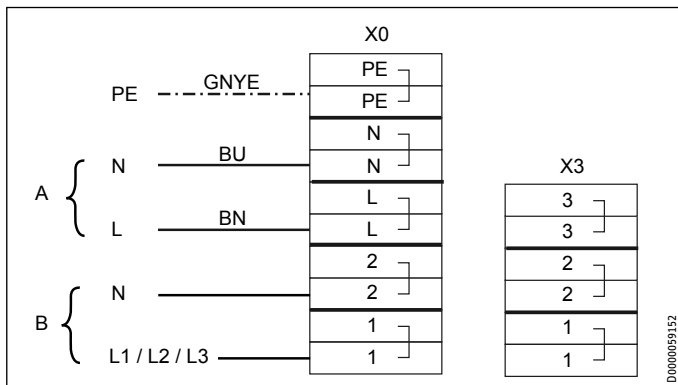 X0
PE
PE GNYE PE
N
N BU N
X3
A
L
3
L BN L
3
2
2
N 2
2
B
1
1
L1 / L2 / L3 1
1
D0000059152